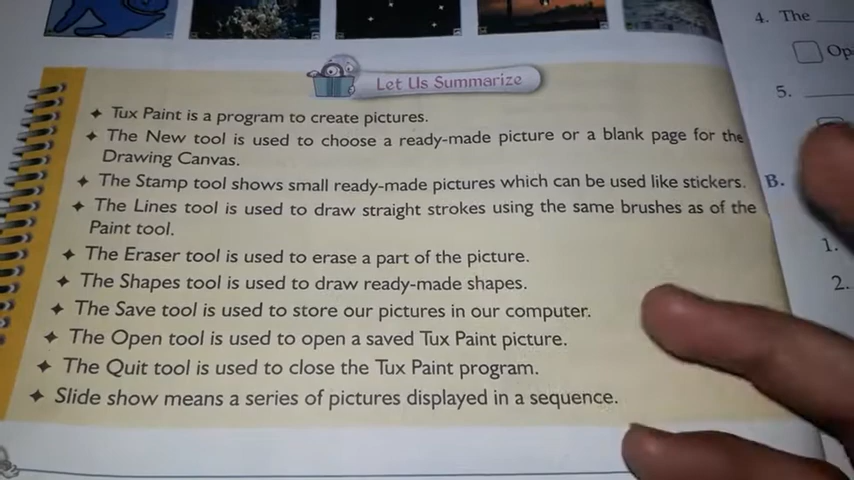 Let Us Summarize
✦ Tux Paint is a program to create pictures.
✦ The New tool is used to choose a ready-made picture or a blank page for the
Drawing Canvas.
✦ The Stamp tool shows small ready-made pictures which can be used like stickers.
✦ The Lines tool is used to draw straight strokes using the same brushes as of the
Paint tool.
✦ The Eraser tool is used to erase a part of the picture.
✦ The Shapes tool is used to draw ready-made shapes.
✦ The Save tool is used to store our pictures in our computer.
✦ The Open tool is used to open a saved Tux Paint picture.
✦ The Quit tool is used to close the Tux Paint program.
✦ Slide show means a series of pictures displayed in a sequence.
4. The
Op
5.
B.
1.
2.